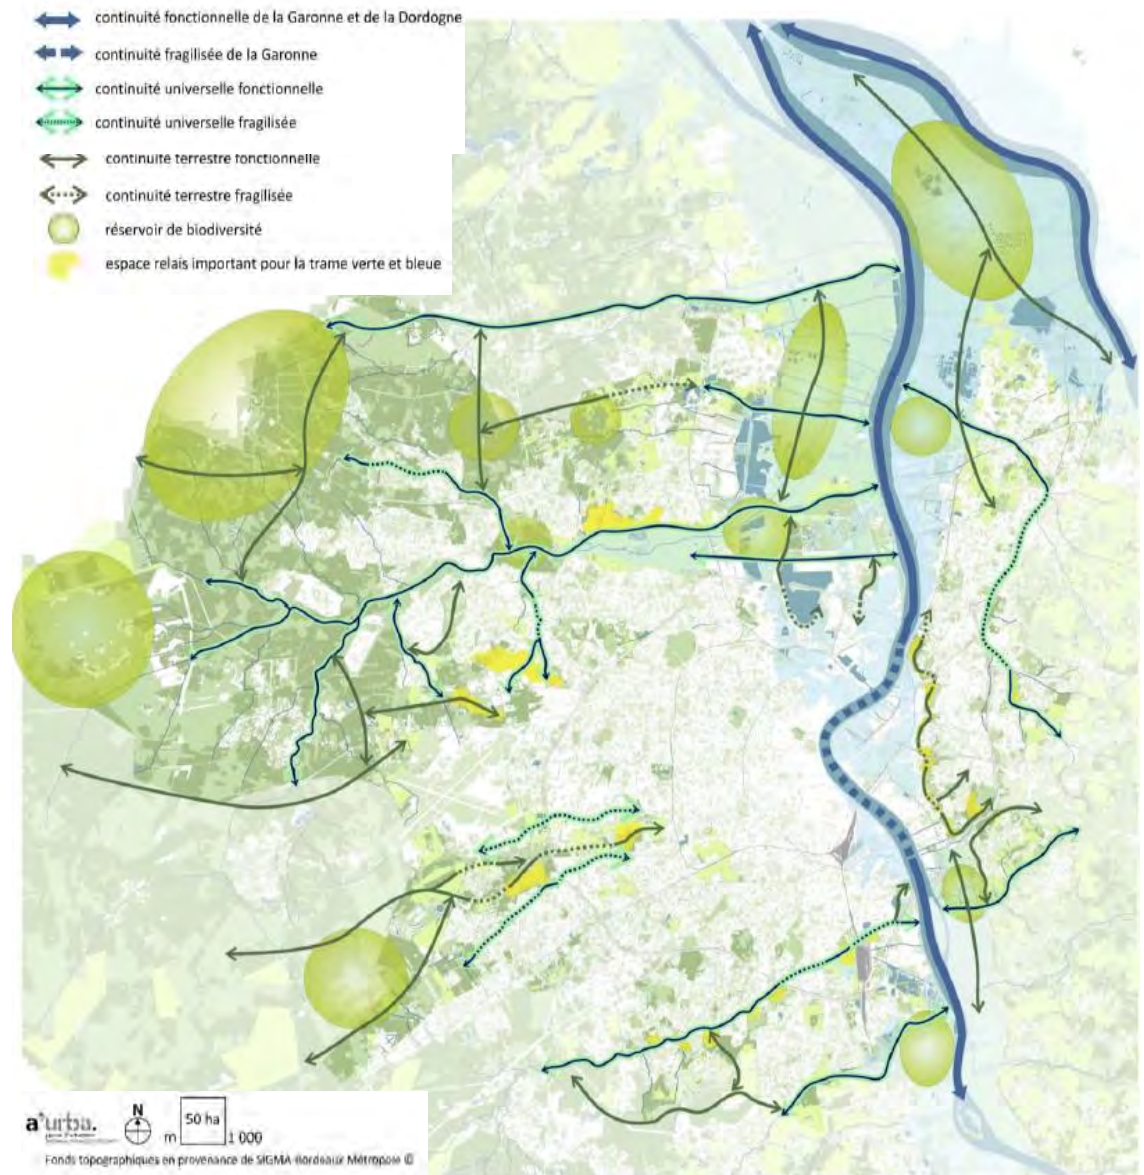 continuité fonctionnelle de la Garonne et de la Dordogne
continuité fragilisée de la Garonne
continuité universelle fonctionnelle
continuité universelle fragilisée
continuité terrestre fonctionnelle
continuité terrestre fragilisée
réservoir de biodiversité
espace relais important pour la trame verte et bleue
a'urba.
N
50 ha
m
1 000
Fonds topographiques en provenance de SIGMA Bordeaux Métropole ©